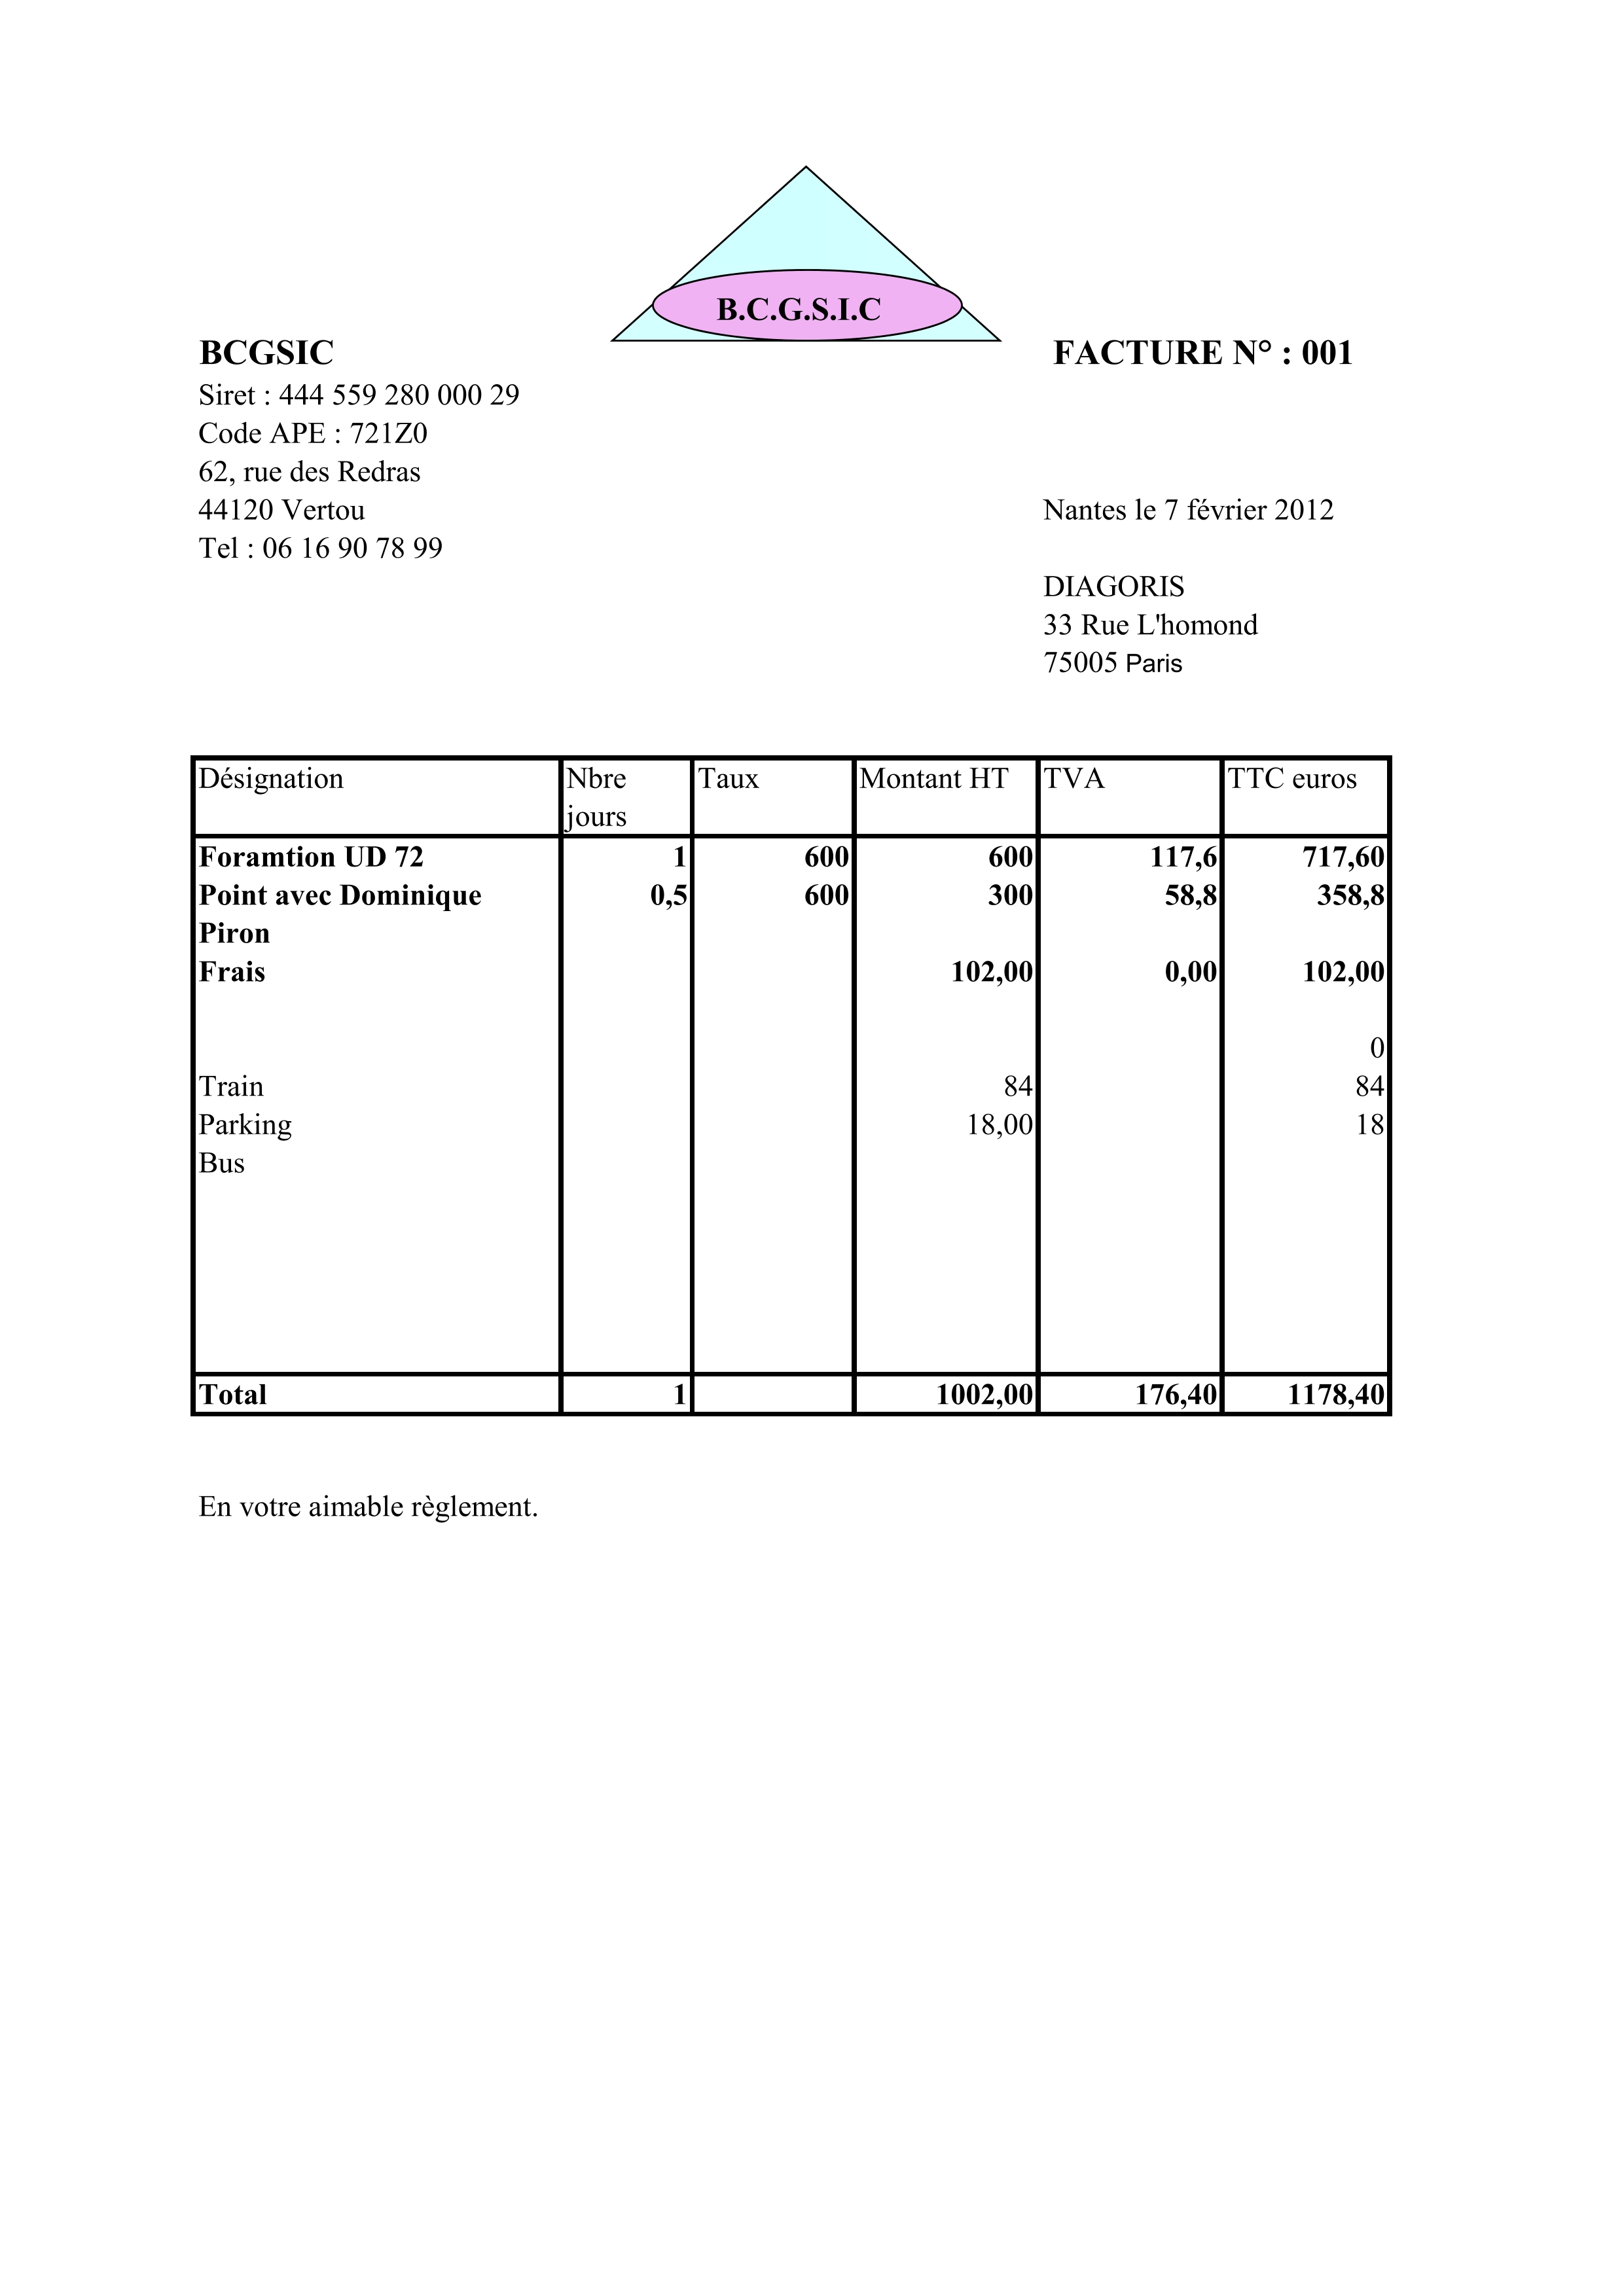 B.C.G.S.I.C
BCGSIC FACTURE N° : 001
Siret : 444 559 280 000 29
Code APE : 721Z0
62, rue des Redras
44120 Vertou Nantes le 7 février 2012
Tel : 06 16 90 78 99
DIAGORIS
33 Rue L'homond
75005 Paris
Désignation Nbre jours Taux Montant HT TVA TTC euros
Foramtion UD 72 1 600 600 117,6 717,60
Point avec Dominique 0,5 600 300 58,8 358,8
Piron
Frais 102,00 0,00 102,00
0
Train 84 84
Parking 18,00 18
Bus
Total 1 1002,00 176,40 1178,40
En votre aimable règlement.